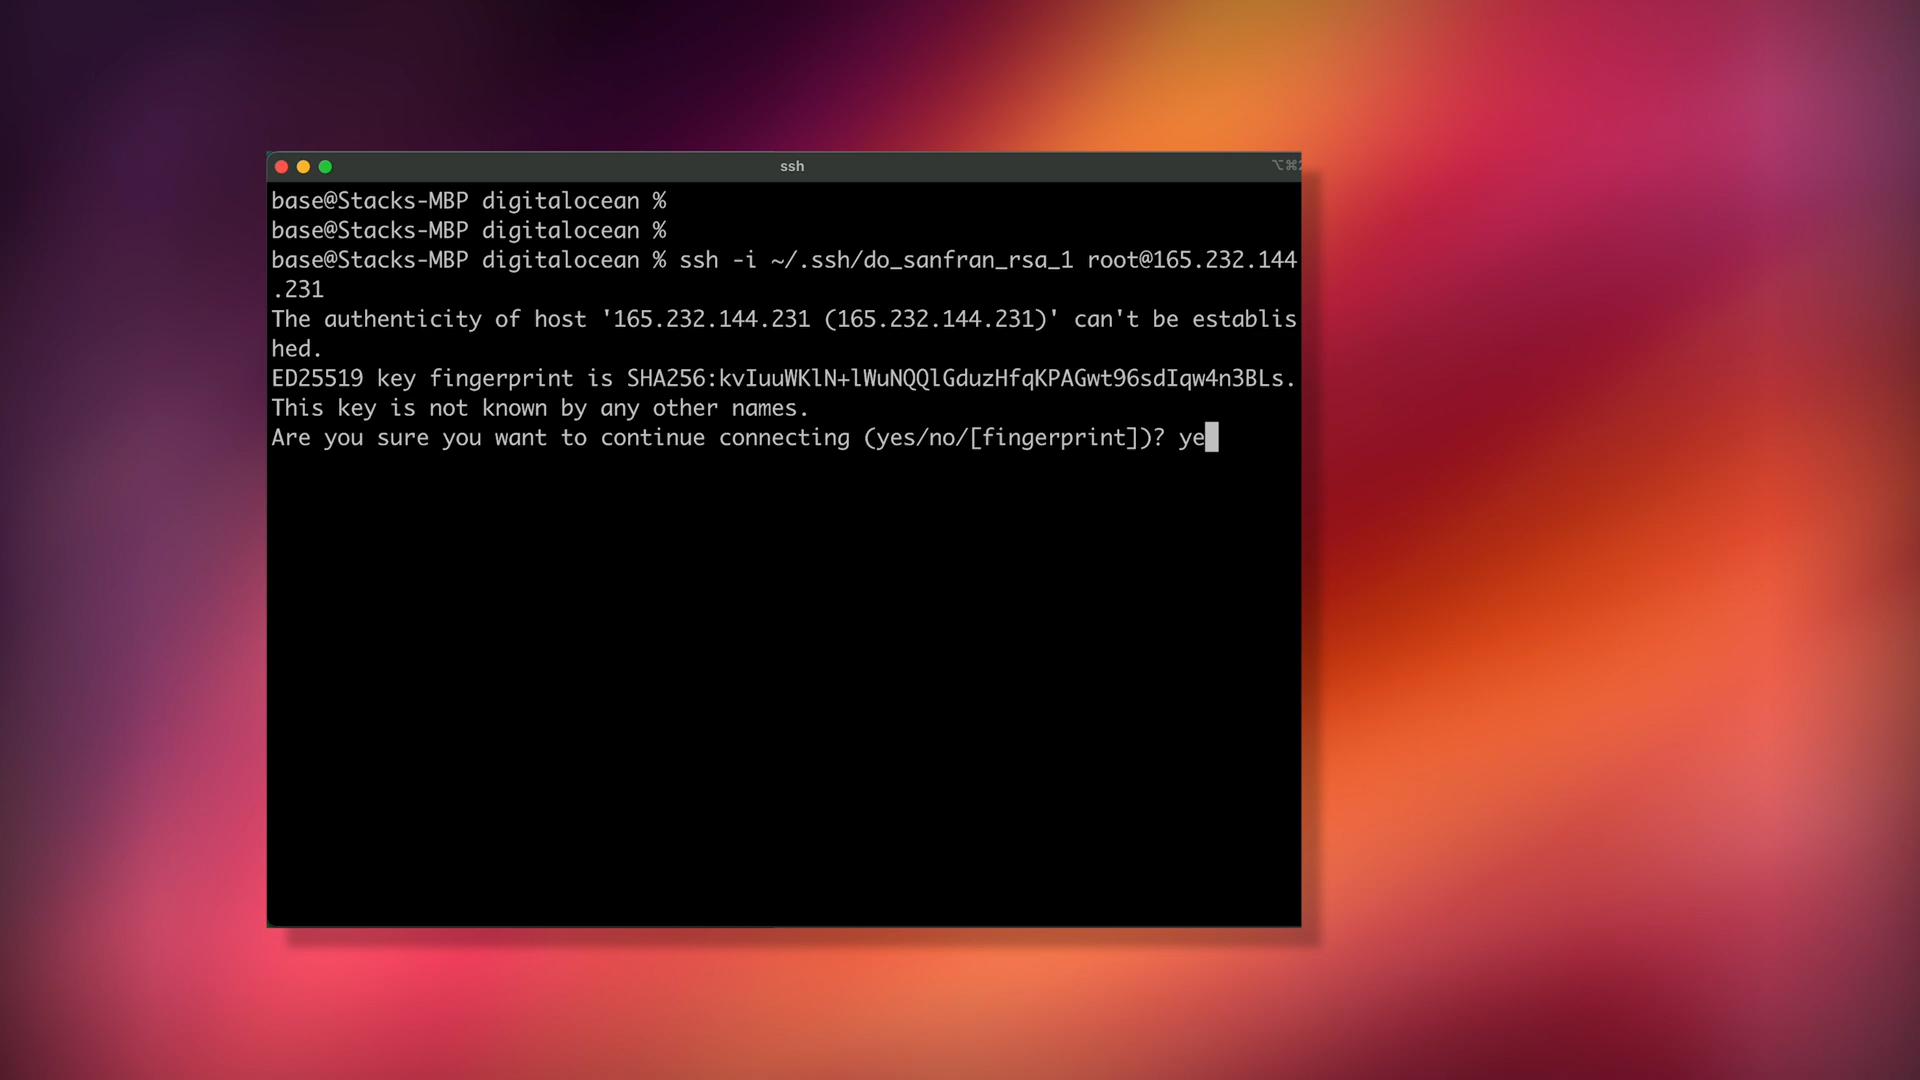 ssh
⌥⌘
base@Stacks-MBP digitalocean %
base@Stacks-MBP digitalocean %
base@Stacks-MBP digitalocean % ssh -i ~/.ssh/do_sanfran_rsa_1 root@165.232.144
.231
The authenticity of host '165.232.144.231 (165.232.144.231)' can't be establis
hed.
ED25519 key fingerprint is SHA256:kvIuuWKlN+lWuNQQlGduzHfqKPAGwt96sdIqw4n3BLs.
This key is not known by any other names.
Are you sure you want to continue connecting (yes/no/[fingerprint])? ye